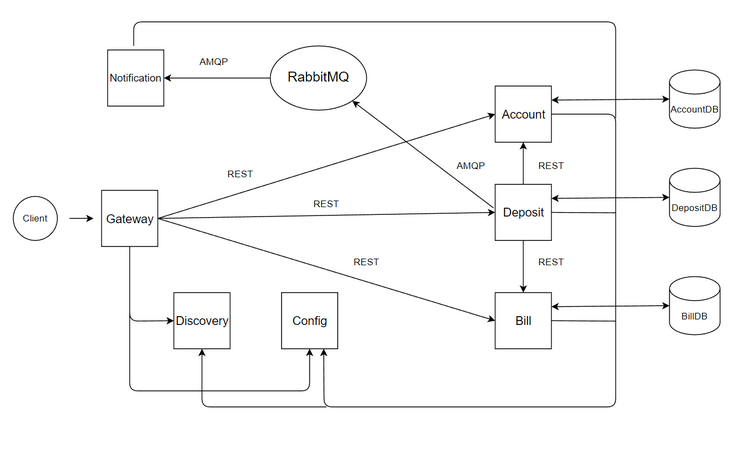 AMQP
Notification
RabbitMQ
Account
AccountDB
REST
AMQP
REST
Client
Gateway
REST
Deposit
DepositDB
REST
REST
Discovery
Config
Bill
BillDB